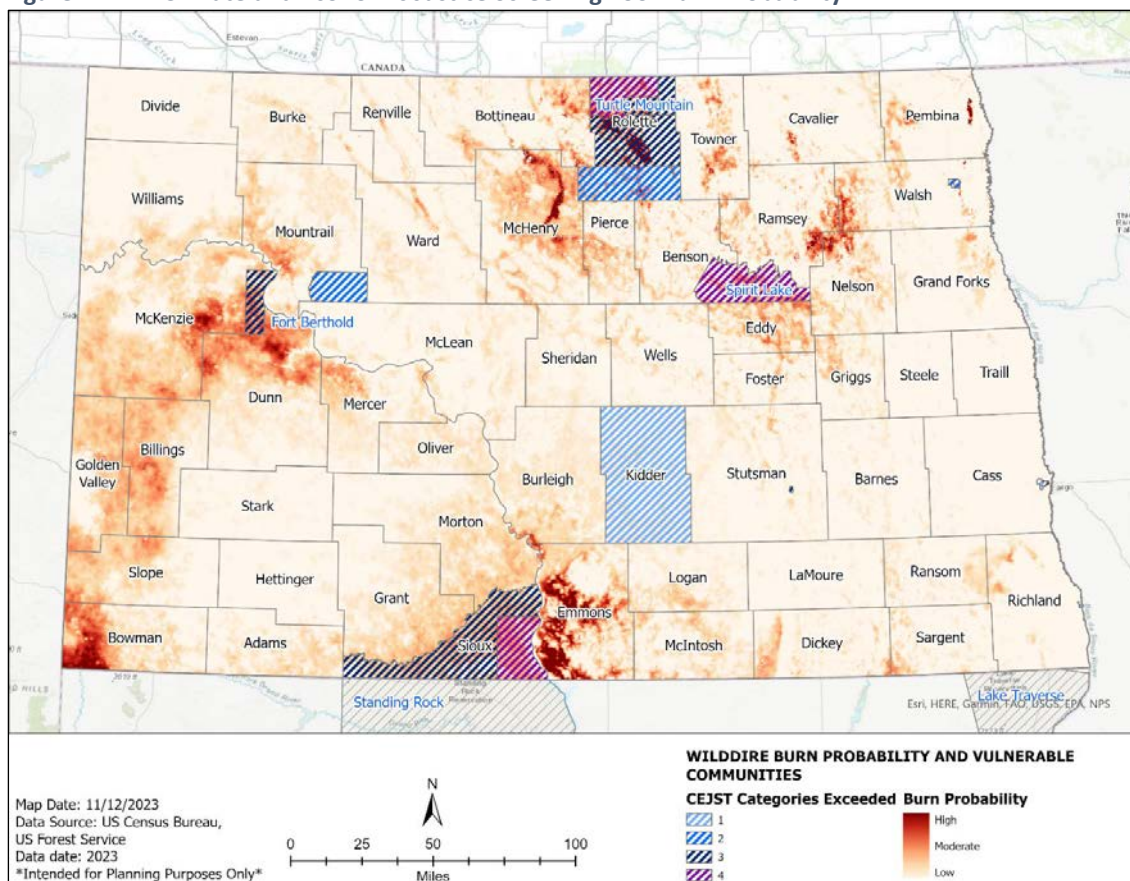 Estevan
CANADA
Divide
Burke
Renville
Bottineau
Turtle Mountain
Rolette
Towner
Cavalier
Pembina
Williams
Mountrail
Ward
McHenry
Pierce
Benson
Ramsey
Walsh
Spirit Lake
Nelson
Grand Forks
McKenzie
Fort Berthold
McLean
Sheridan
Wells
Eddy
Foster
Griggs
Steele
Traill
Dunn
Mercer
Oliver
Billings
Golden
Valley
Burleigh
Kidder
Stutsman
Barnes
Cass
Fargo
Stark
Morton
Slope
Hettinger
Grant
Emmons
Logan
LaMoure
Ransom
Richland
Bowman
Adams
Sioux
McIntosh
Dickey
Sargent
Standing Rock
Lake Traverse
Esri, HERE, Garmin, FAO, USGS, EPA, NPS
WILDDIRE BURN PROBABILITY AND VULNERABLE
COMMUNITIES
CEJST Categories Exceeded Burn Probability
1
2
3
4
High
Moderate
Low
N
0 25 50 100
Miles
Map Date: 11/12/2023
Data Source: US Census Bureau,
US Forest Service
Data date: 2023
*Intended for Planning Purposes Only*